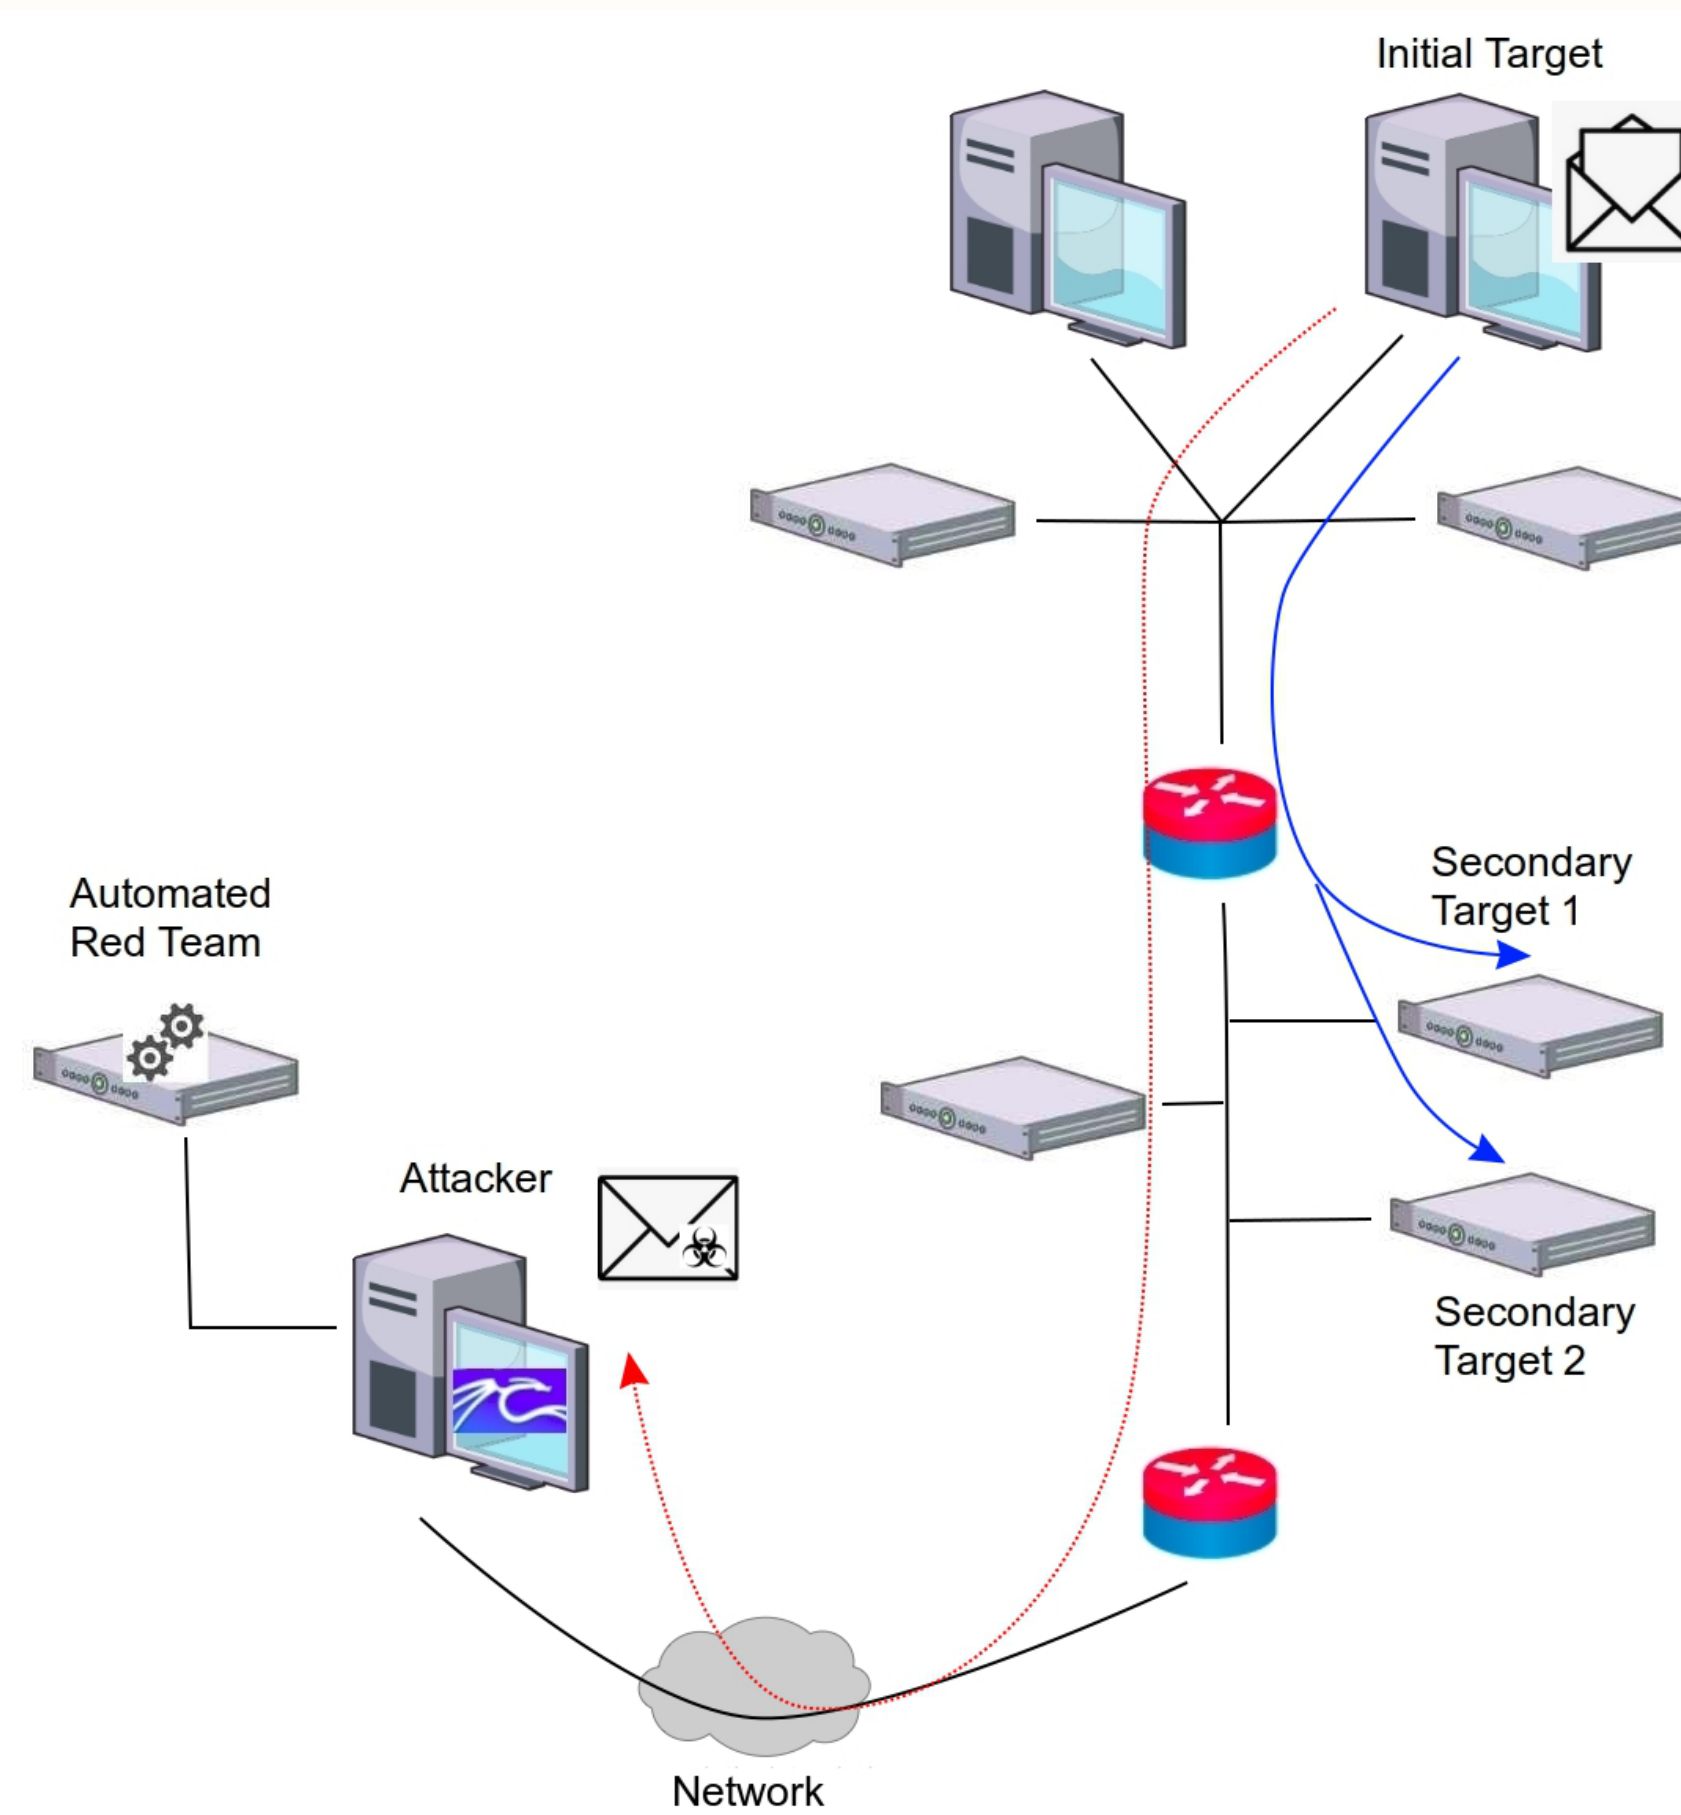 Initial Target
Secondary
Target 1
Automated
Red Team
Attacker
Secondary
Target 2
Network